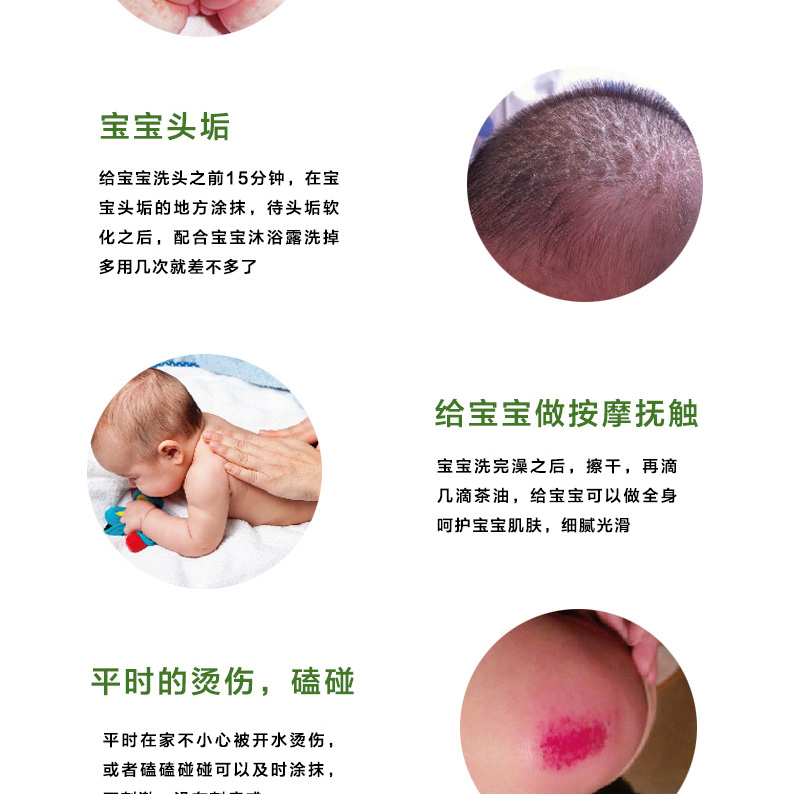 宝宝头垢
给宝宝洗头之前15分钟，在宝
宝头垢的地方涂抹，待头垢软
化之后，配合宝宝沐浴露洗掉
多用几次就差不多了
给宝宝做按摩抚触
宝宝洗完澡之后，擦干，再滴
几滴茶油，给宝宝可以做全身
呵护宝宝肌肤，细腻光滑
平时的烫伤，磕碰
平时在家不小心被开水烫伤，
或者磕磕碰碰可以及时涂抹，